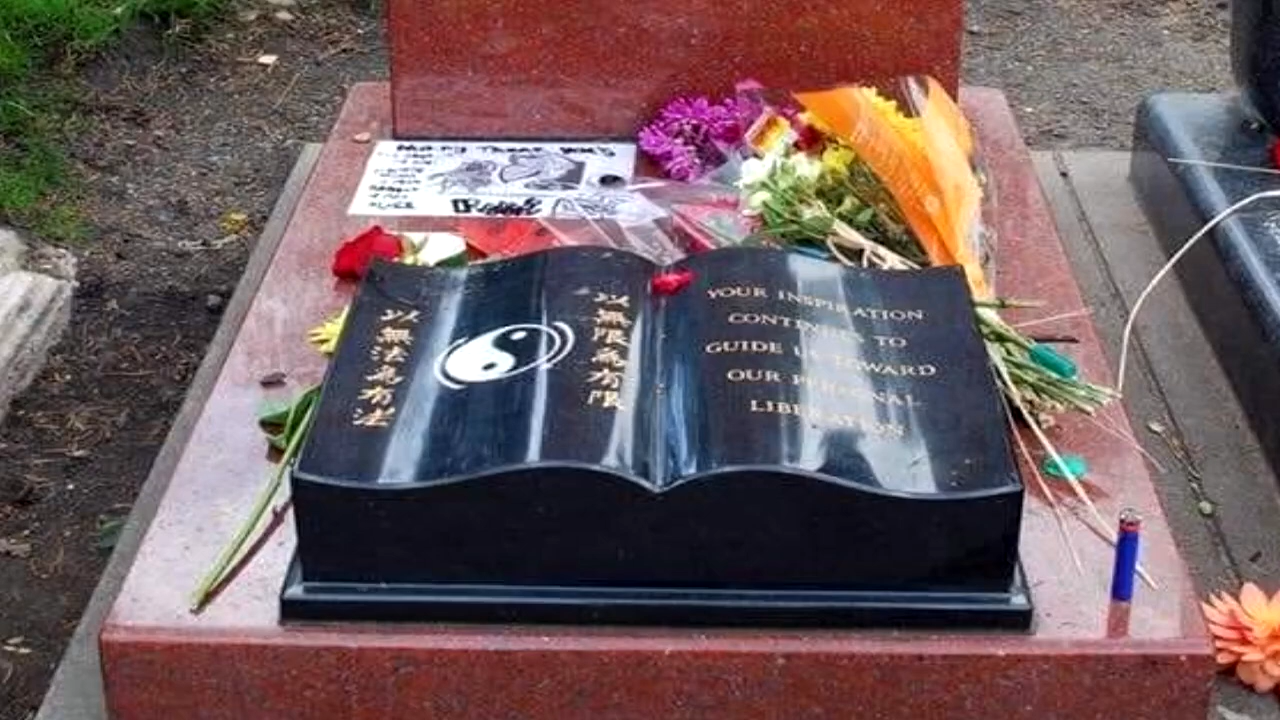 以無法為有法
以無限為有限
YOUR INSPIRATION
CONTINUES TO
GUIDE US TOWARD
OUR PERSONAL
LIBERATION